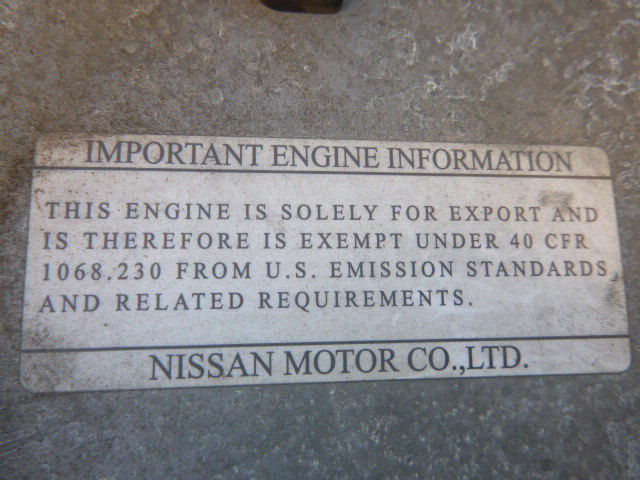 IMPORTANT ENGINE INFORMATION
THIS ENGINE IS SOLELY FOR EXPORT AND
IS THEREFORE IS EXEMPT UNDER 40 CFR
1068.230 FROM U.S. EMISSION STANDARDS
AND RELATED REQUIREMENTS.
NISSAN MOTOR CO.,LTD.